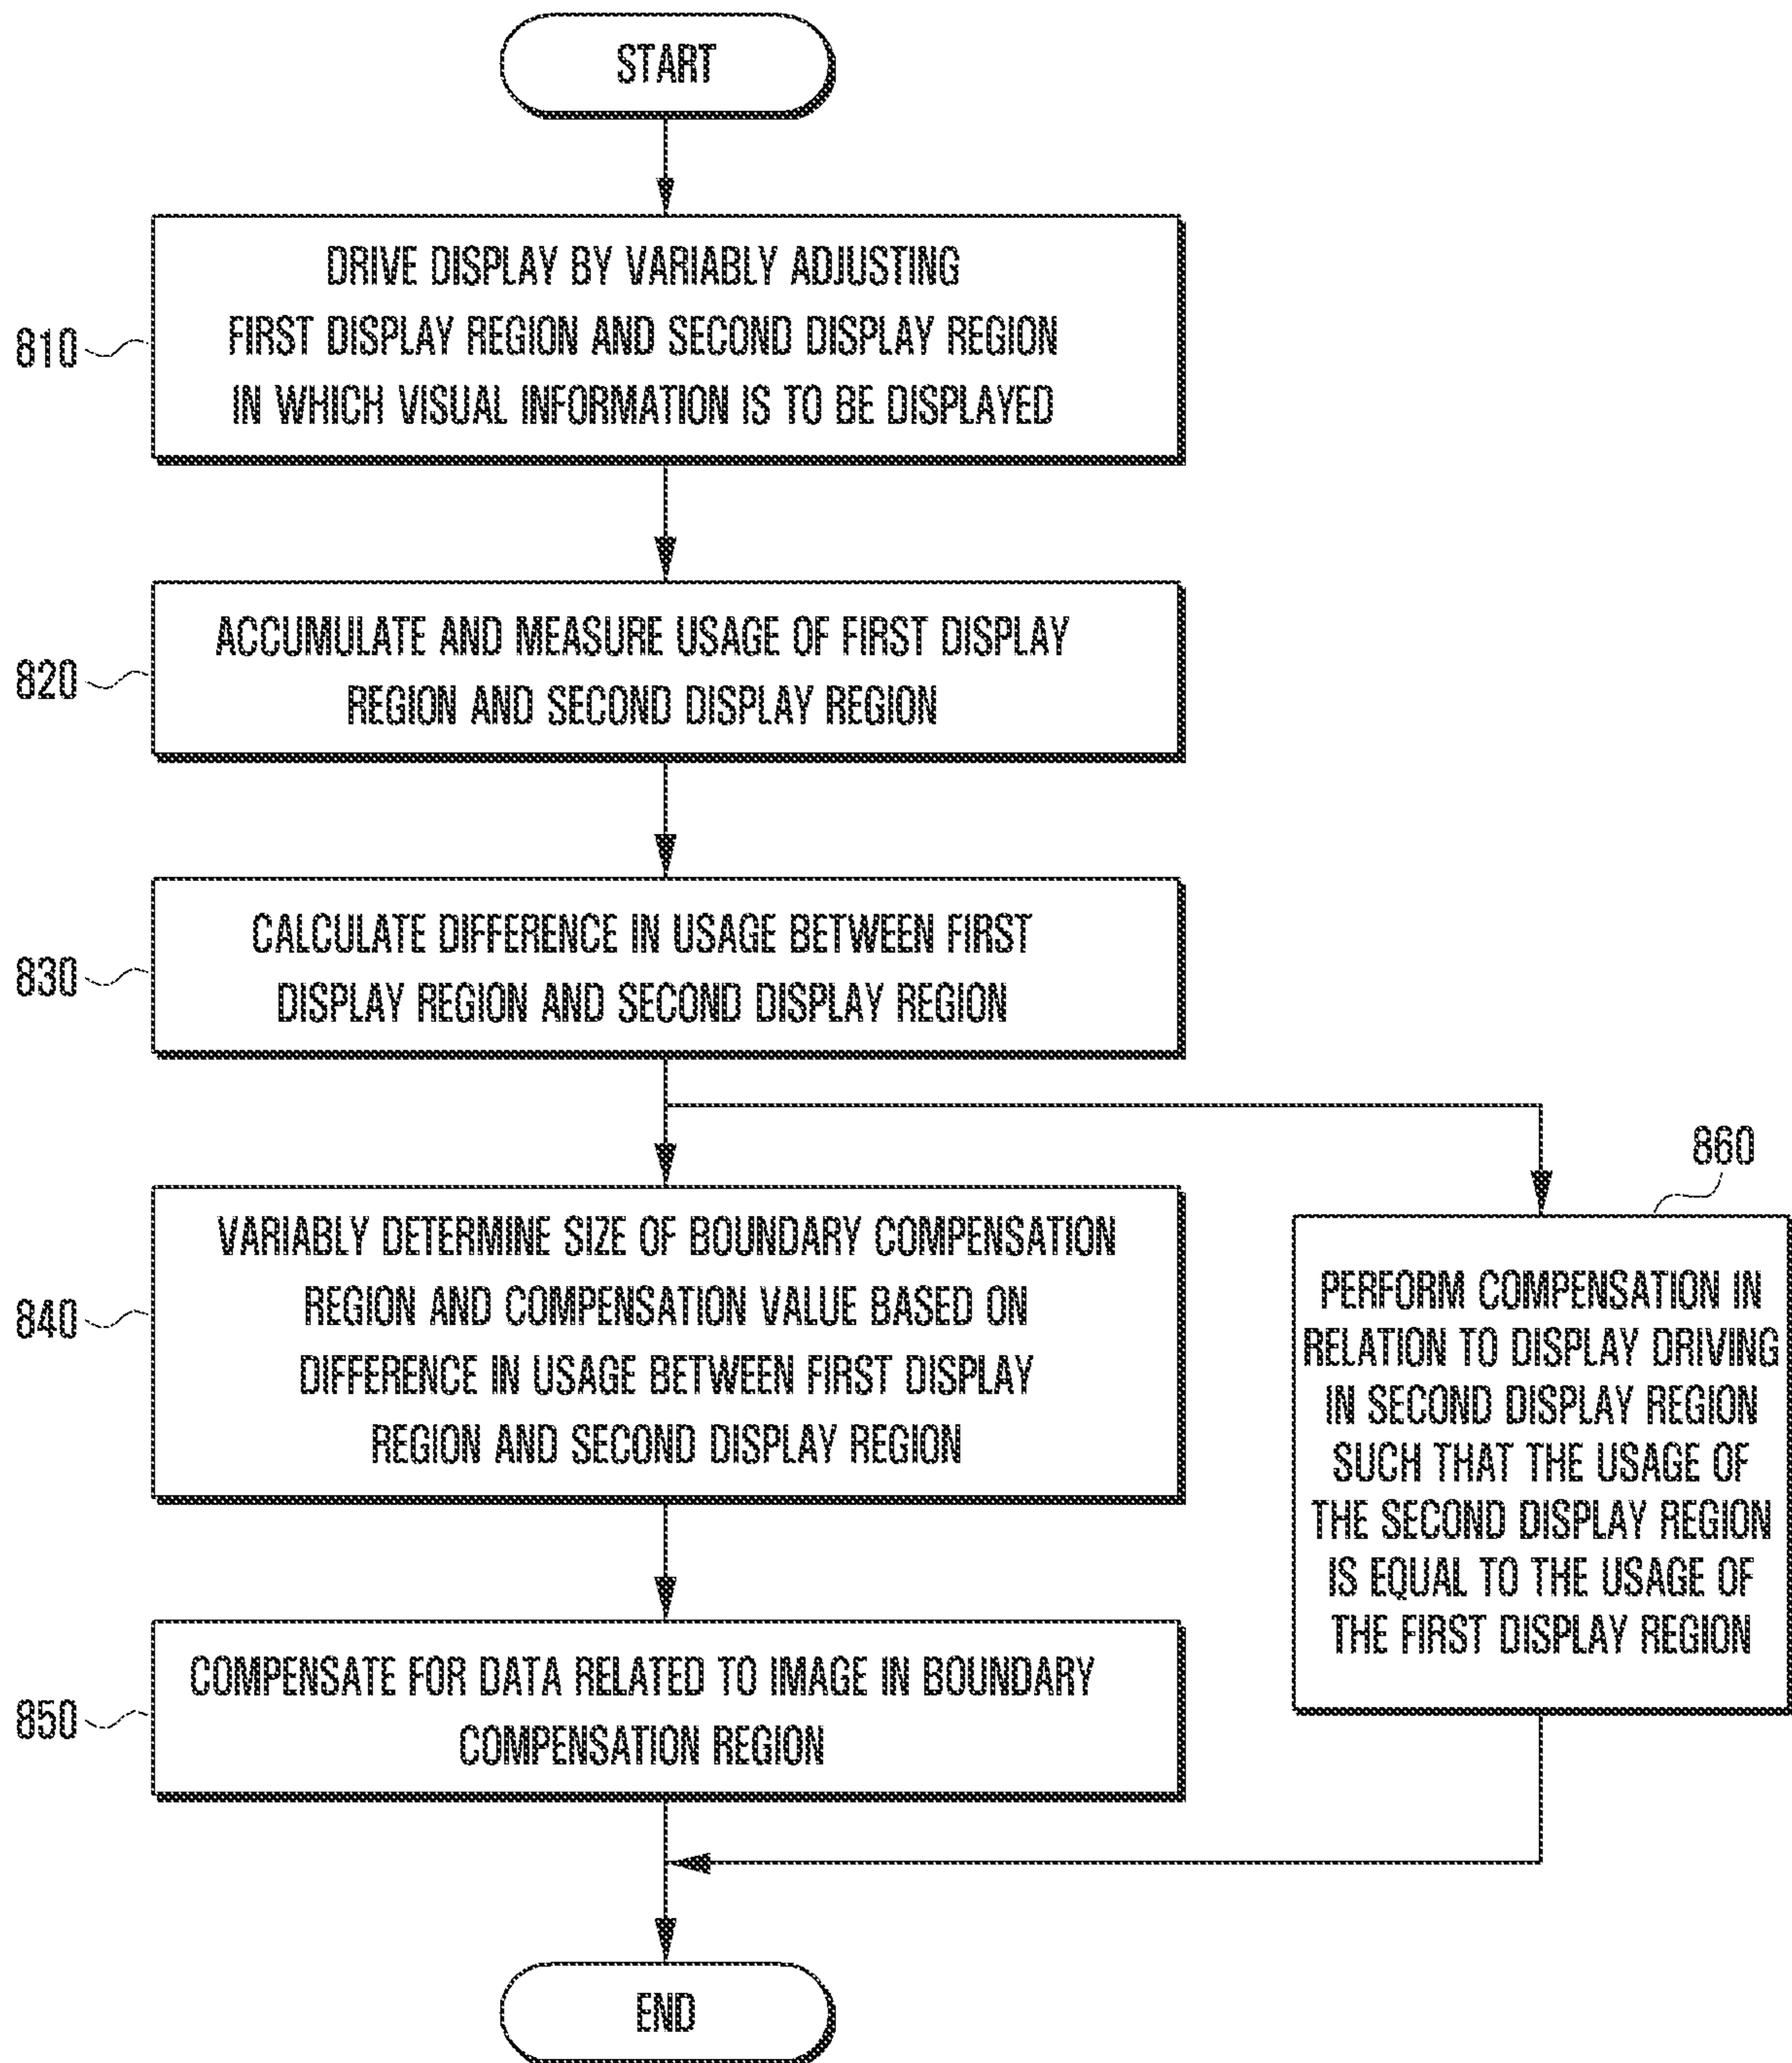 START
DRIVE DISPLAY BY VARIABLY ADJUSTING
FIRST DISPLAY REGION AND SECOND DISPLAY REGION
IN WHICH VISUAL INFORMATION IS TO BE DISPLAYED
810
ACCUMULATE AND MEASURE USAGE OF FIRST DISPLAY
REGION AND SECOND DISPLAY REGION
820
CALCULATE DIFFERENCE IN USAGE BETWEEN FIRST
DISPLAY REGION AND SECOND DISPLAY REGION
830
VARIABLY DETERMINE SIZE OF BOUNDARY COMPENSATION
REGION AND COMPENSATION VALUE BASED ON
DIFFERENCE IN USAGE BETWEEN FIRST DISPLAY
REGION AND SECOND DISPLAY REGION
840
860
PERFORM COMPENSATION IN
RELATION TO DISPLAY DRIVING
IN SECOND DISPLAY REGION
SUCH THAT THE USAGE OF
THE SECOND DISPLAY REGION
IS EQUAL TO THE USAGE OF
THE FIRST DISPLAY REGION
COMPENSATE FOR DATA RELATED TO IMAGE IN BOUNDARY
COMPENSATION REGION
850
END